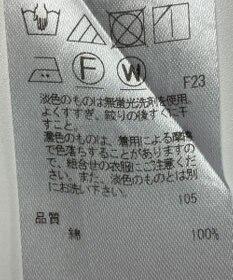 F
W
F23
淡色のものは無蛍光洗剤を使用、
よくすすぎ、絞りの後すぐに干
すこと。
濃色のものは、着用による摩擦
で色落ちすることがありますの
で、組合せの衣服にご注意くださ
い。また、淡色のものとは別
にお洗い下さい。
105
品質
綿 100%